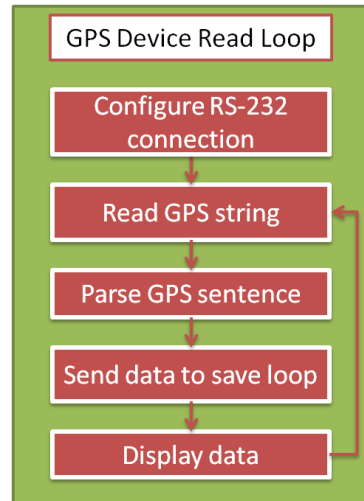 GPS Device Read Loop
Configure RS-232
connection
Read GPS string
Parse GPS sentence
Send data to save loop
Display data